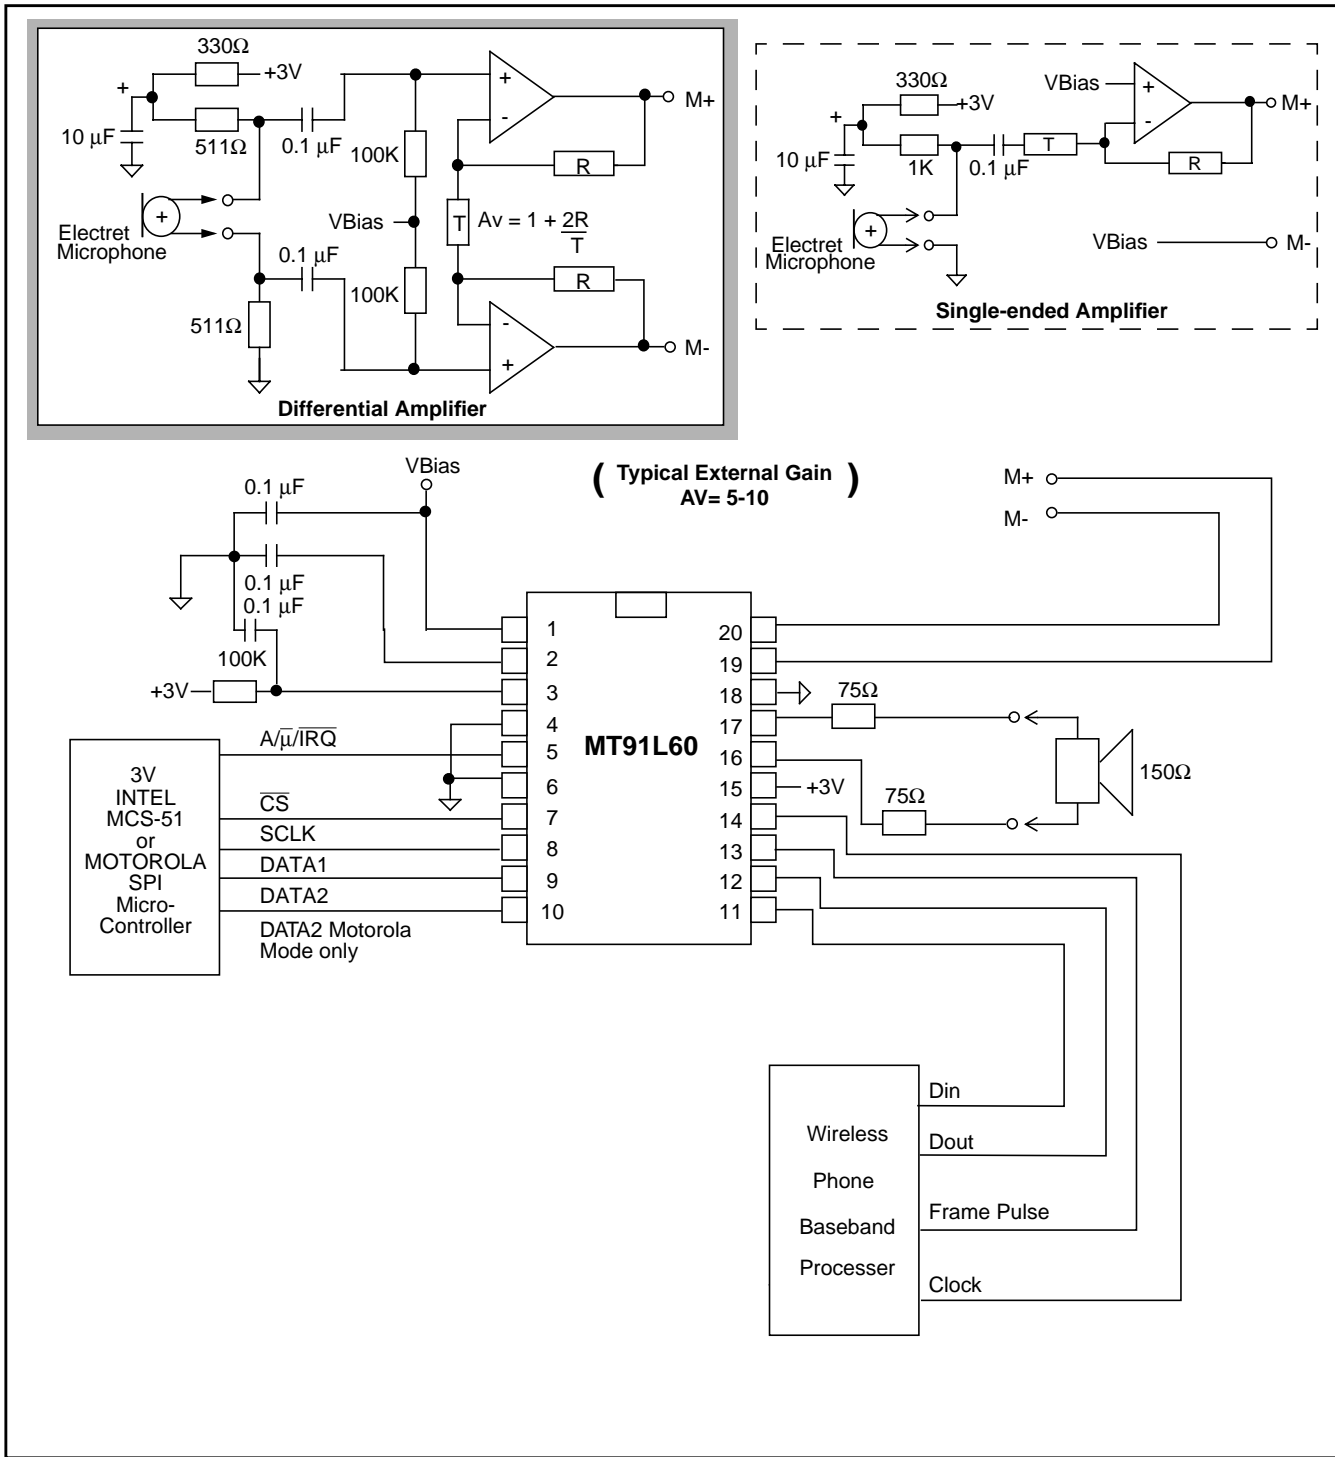 330Ω
+3V
+
10 μF
511Ω
0.1 μF
100K
+
-
M+
R
Electret
Microphone
+
VBias
T
Av = 1 + 2R
T
0.1 μF
100K
R
511Ω
-
+
M-
Differential Amplifier
330Ω
+3V
+
10 μF
1K
0.1 μF
T
VBias
+
-
M+
R
Electret
Microphone
+
VBias
M-
Single-ended Amplifier
VBias
( Typical External Gain )
AV= 5-10
M+
M-
0.1 μF
0.1 μF
0.1 μF
100K
+3V
1
2
3
4
5
6
7
8
9
10
MT91L60
20
19
18
17
16
15
14
13
12
11
75Ω
75Ω
+3V
150Ω
3V
INTEL
MCS-51
or
MOTOROLA
SPI
Micro-
Controller
A/μ̅/I̅R̅Q̅
C̅S̅
SCLK
DATA1
DATA2
DATA2 Motorola
Mode only
Wireless
Phone
Baseband
Processer
Din
Dout
Frame Pulse
Clock